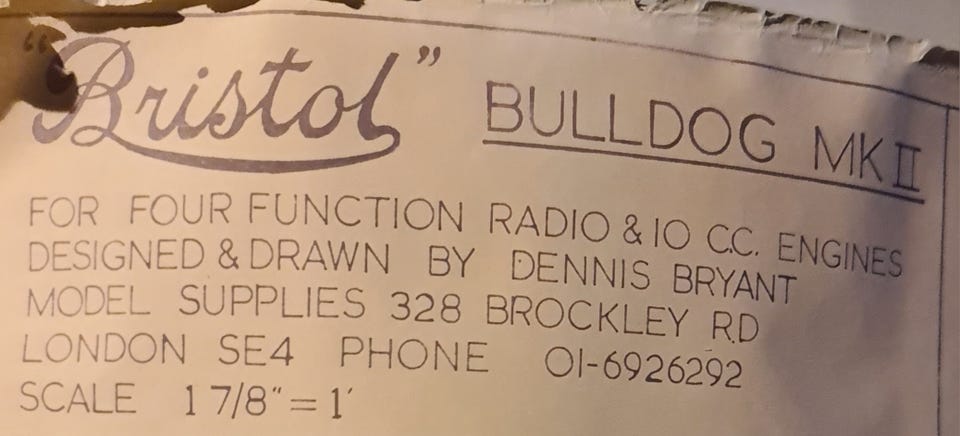 "Bristol" BULLDOG MK II
FOR FOUR FUNCTION RADIO & 10 C.C. ENGINES
DESIGNED & DRAWN BY DENNIS BRYANT
MODEL SUPPLIES 328 BROCKLEY RD
LONDON SE4 PHONE 01-6926292
SCALE 1 7/8" = 1'